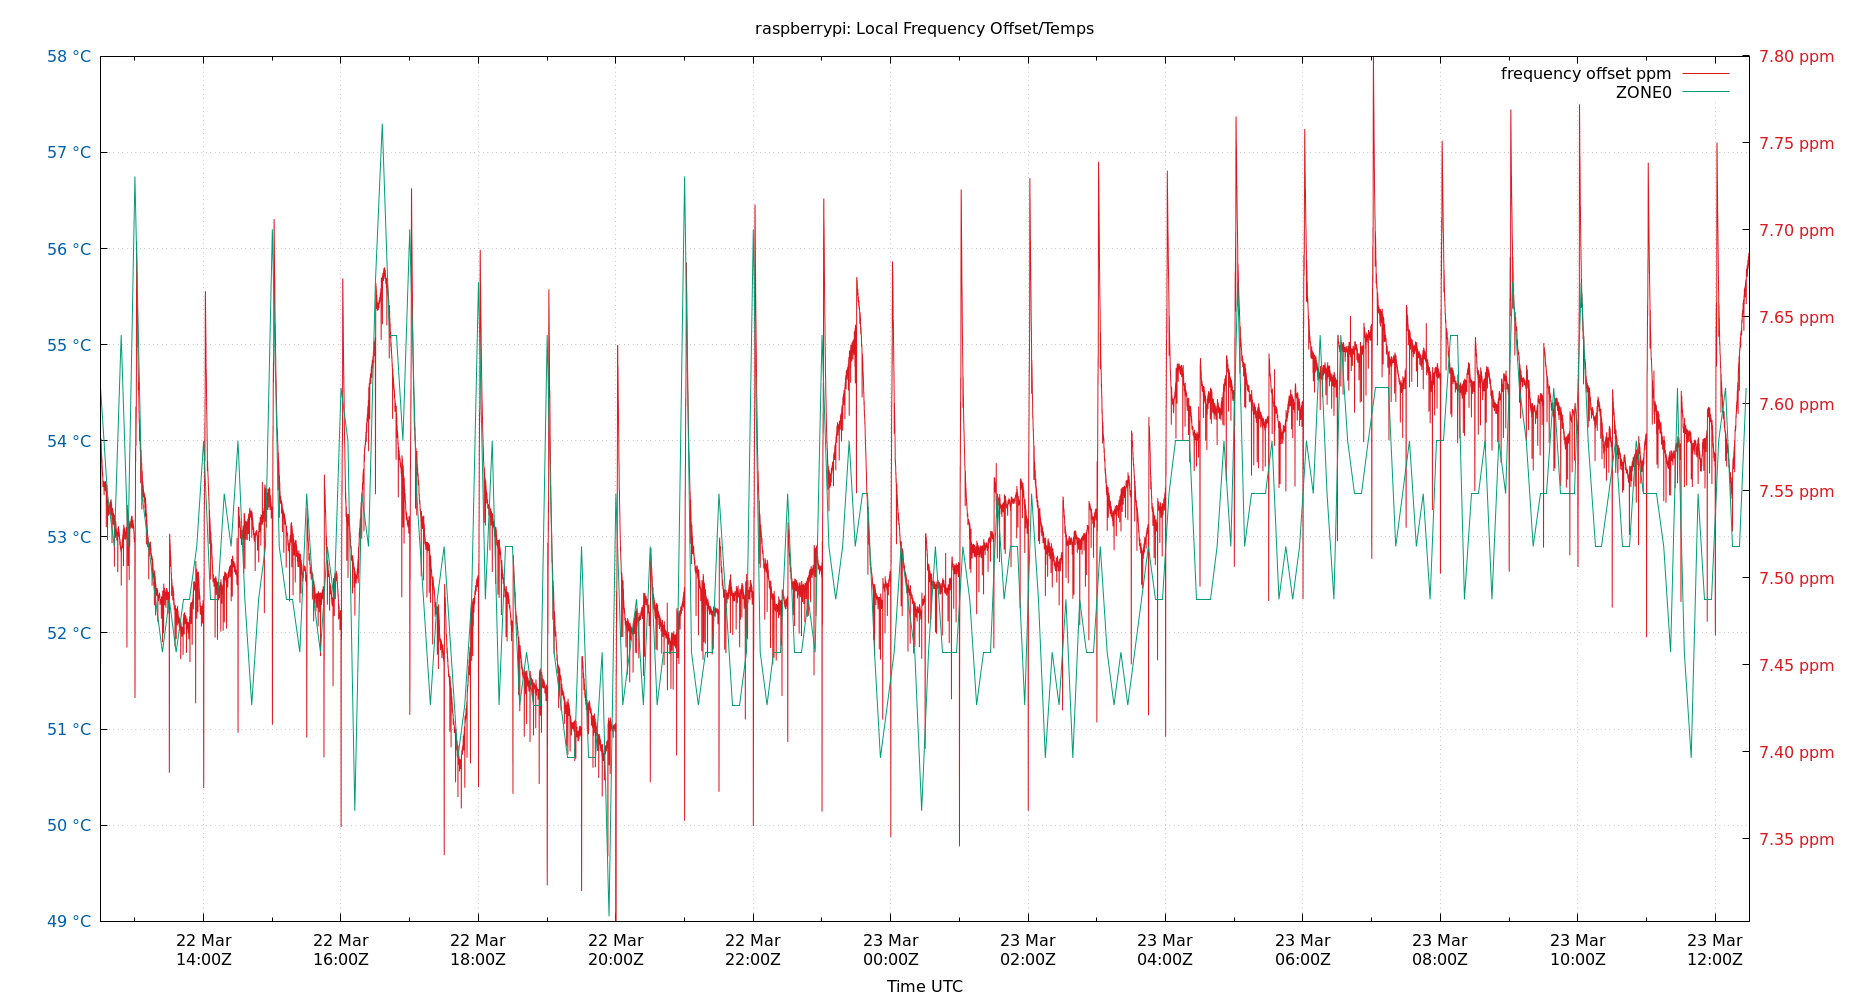 raspberrypi: Local Frequency Offset/Temps
58 °C
57 °C
56 °C
55 °C
54 °C
53 °C
52 °C
51 °C
50 °C
49 °C
7.80 ppm
7.75 ppm
7.70 ppm
7.65 ppm
7.60 ppm
7.55 ppm
7.50 ppm
7.45 ppm
7.40 ppm
7.35 ppm
frequency offset ppm
ZONE0
22 Mar 22 Mar 22 Mar 22 Mar 22 Mar 23 Mar 23 Mar 23 Mar 23 Mar 23 Mar 23 Mar 23 Mar
14:00Z 16:00Z 18:00Z 20:00Z 22:00Z 00:00Z 02:00Z 04:00Z 06:00Z 08:00Z 10:00Z 12:00Z
Time UTC